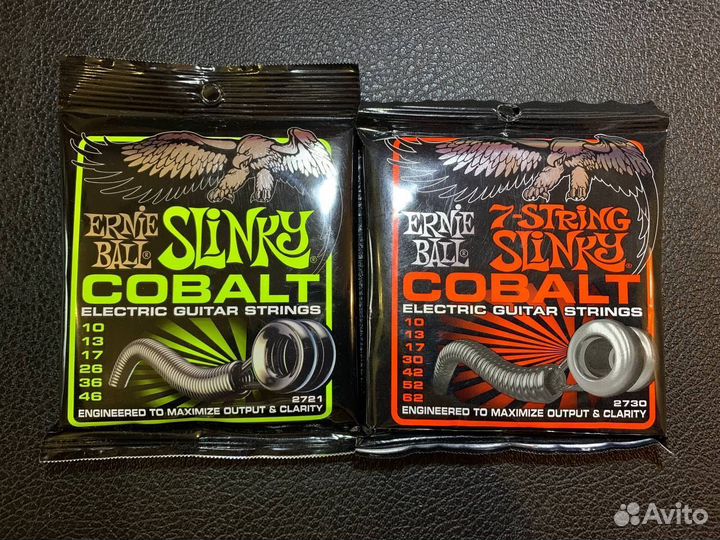 ERNIE BALL®
SLINKY®
COBALT
ELECTRIC GUITAR STRINGS
10
13
17
26
36
46
2721
ENGINEERED TO MAXIMIZE OUTPUT & CLARITY
ERNIE BALL®
7-STRING
SLINKY®
COBALT
ELECTRIC GUITAR STRINGS
10
13
17
30
42
52
62
2730
ENGINEERED TO MAXIMIZE OUTPUT & CLARITY
Avito